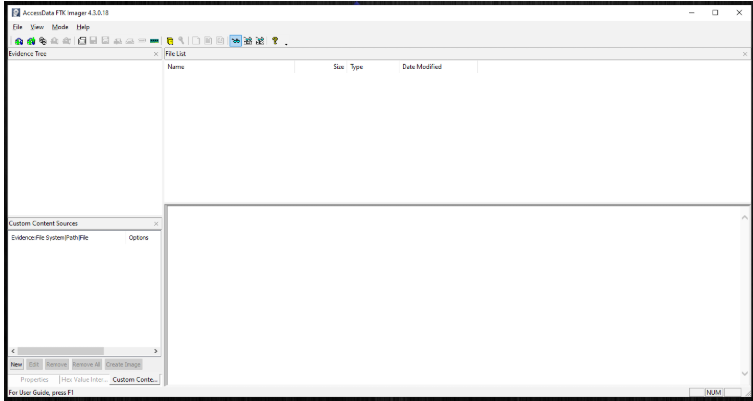 AccessData FTK Imager 4.3.0.18
File View Mode Help
Evidence Tree
File List
Name Size Type Date Modified
Custom Content Sources
Evidence:File System|Path|File Options
New Edit Remove Remove All Create Image
Properties Hex Value Inter... Custom Conte...
For User Guide, press F1 NUM